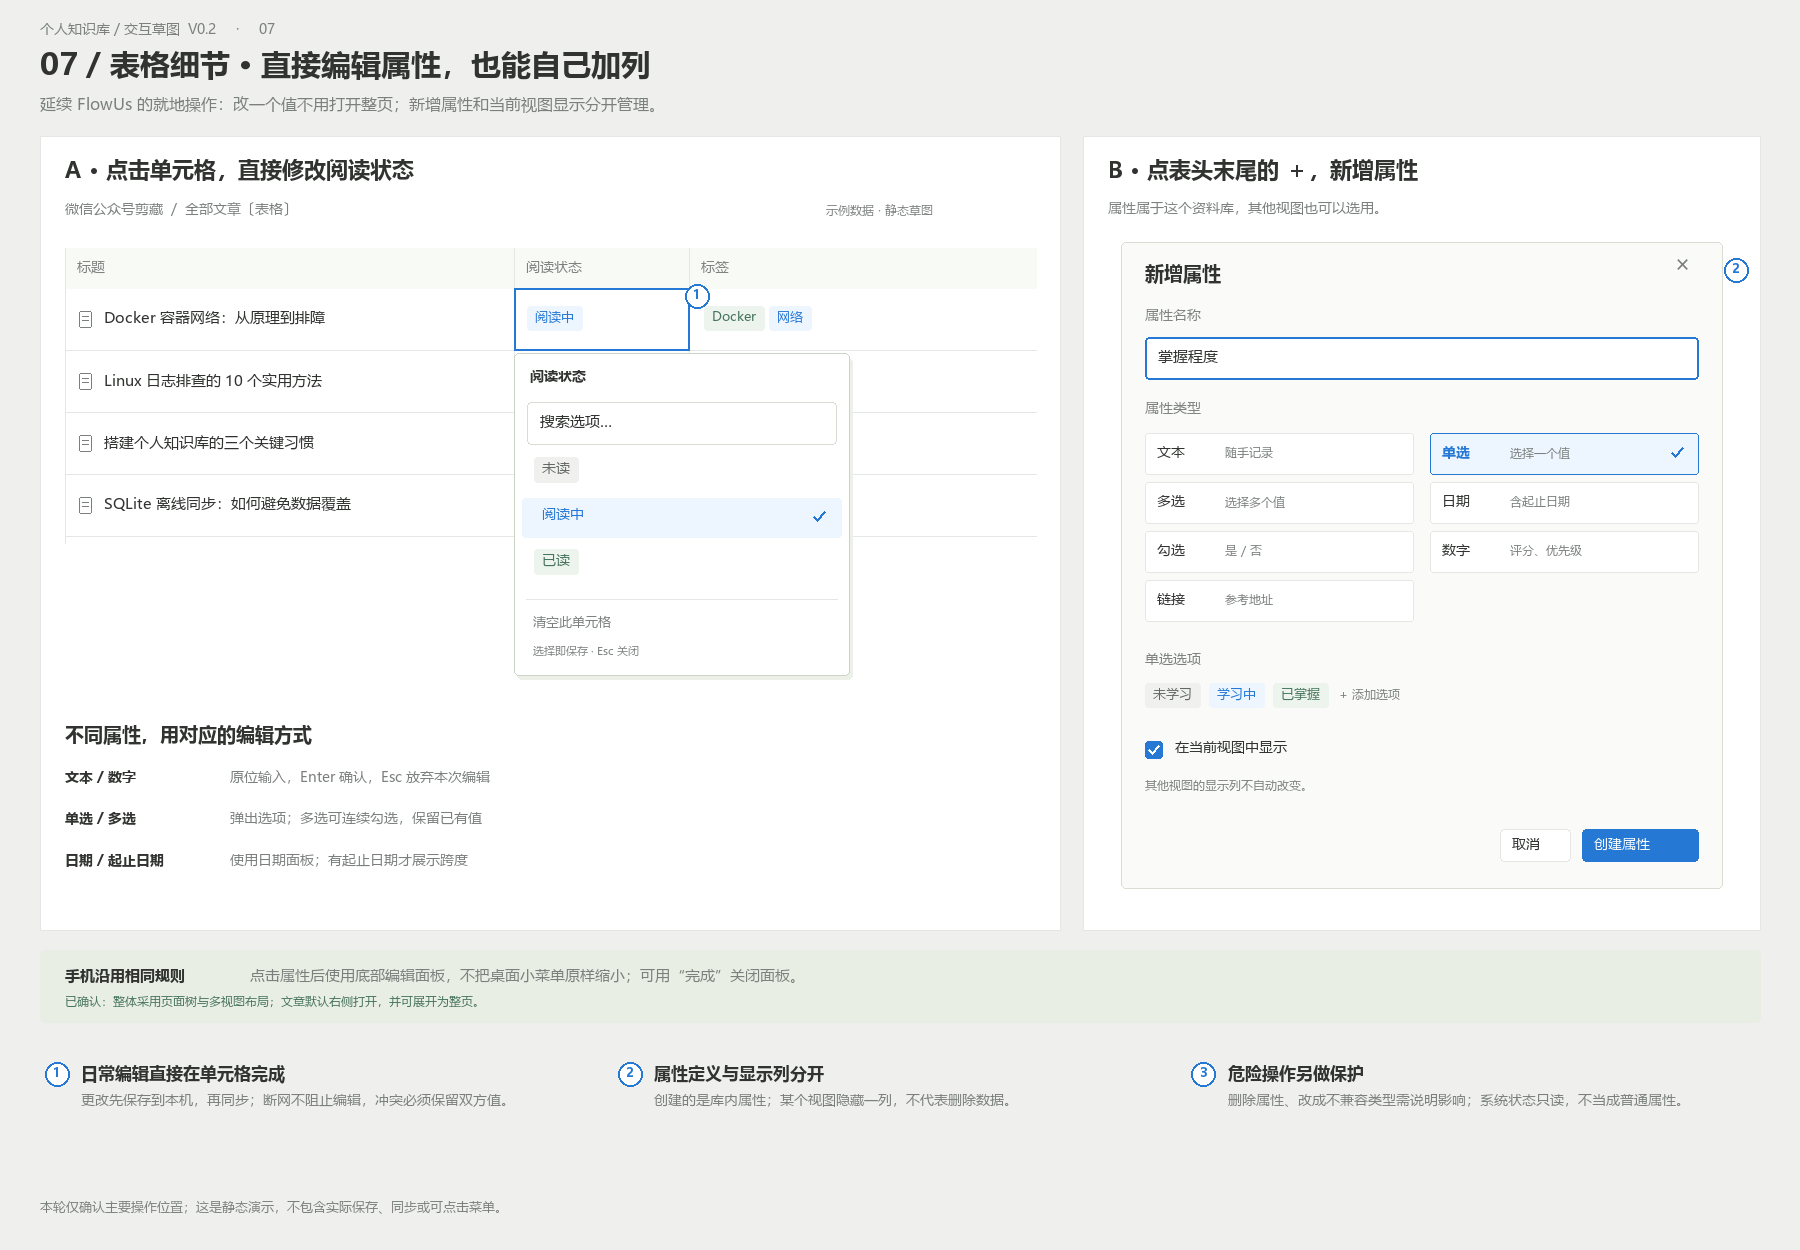 个人知识库 / 交互草图 V0.2 · 07
07 / 表格细节 • 直接编辑属性，也能自己加列
延续 FlowUs 的就地操作：改一个值不用打开整页；新增属性和当前视图显示分开管理。
A • 点击单元格，直接修改阅读状态
微信公众号剪藏 / 全部文章〔表格〕
示例数据 · 静态草图
标题 阅读状态 标签
Docker 容器网络：从原理到排障 阅读中 1 Docker 网络
Linux 日志排查的 10 个实用方法
搭建个人知识库的三个关键习惯
SQLite 离线同步：如何避免数据覆盖
阅读状态
搜索选项...
未读
阅读中
已读
清空此单元格
选择即保存 · Esc 关闭
不同属性，用对应的编辑方式
文本 / 数字 原位输入，Enter 确认，Esc 放弃本次编辑
单选 / 多选 弹出选项；多选可连续勾选，保留已有值
日期 / 起止日期 使用日期面板；有起止日期才展示跨度
B • 点表头末尾的 +，新增属性
属性属于这个资料库，其他视图也可以选用。
新增属性 × 2
属性名称
掌握程度
属性类型
文本 随手记录 单选 选择一个值
多选 选择多个值 日期 含起止日期
勾选 是 / 否 数字 评分、优先级
链接 参考地址
单选选项
未学习 学习中 已掌握 + 添加选项
在当前视图中显示
其他视图的显示列不自动改变。
取消 创建属性
手机沿用相同规则 点击属性后使用底部编辑面板，不把桌面小菜单原样缩小；可用“完成”关闭面板。
已确认：整体采用页面树与多视图布局；文章默认右侧打开，并可展开为整页。
1 日常编辑直接在单元格完成
更改先保存到本机，再同步；断网不阻止编辑，冲突必须保留双方值。
2 属性定义与显示列分开
创建的是库内属性；某个视图隐藏一列，不代表删除数据。
3 危险操作另做保护
删除属性、改成不兼容类型需说明影响；系统状态只读，不当成普通属性。
本轮仅确认主要操作位置；这是静态演示，不包含实际保存、同步或可点击菜单。